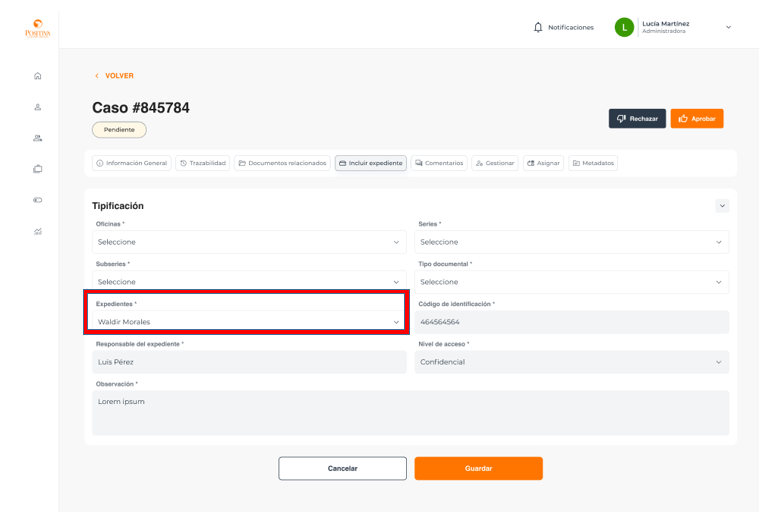 POSITIVA
Notificaciones
L
Lucía Martínez
Administradora
VOLVER
Caso #845784
Pendiente
Rechazar
Aprobar
Información General
Trazabilidad
Documentos relacionados
Incluir expediente
Comentarios
Gestionar
Asignar
Metadatos
Tipificación
Oficinas *
Series *
Seleccione
Seleccione
Subseries *
Tipo documental *
Seleccione
Seleccione
Expedientes *
Código de identificación *
Waldir Morales
464564564
Responsable del expediente *
Nivel de acceso *
Luis Pérez
Confidencial
Observación *
Lorem ipsum
Cancelar
Guardar